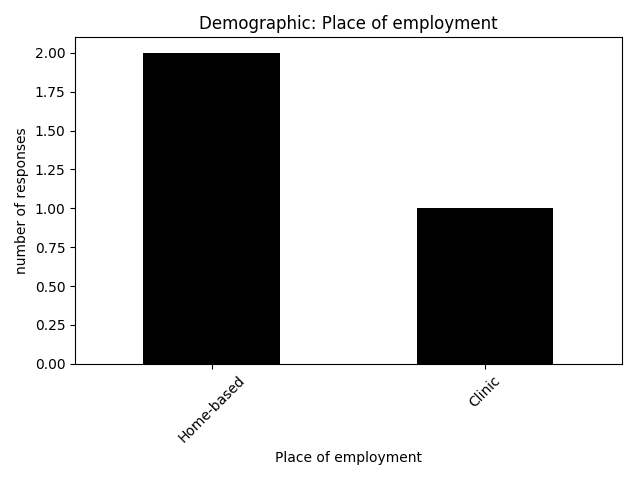 Demographic: Place of employment
2.00
1.75
1.50
1.25
1.00
0.75
0.50
0.25
0.00
number of responses
Home-based
Clinic
Place of employment